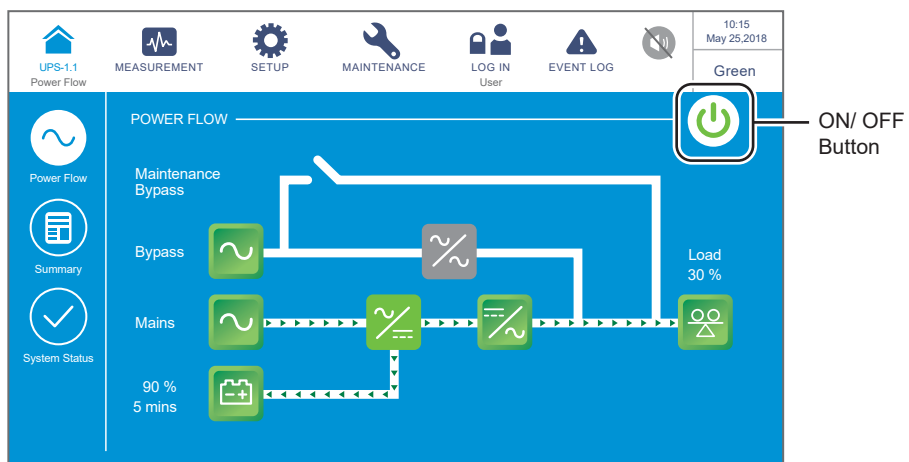 10:15
May 25,2018
UPS-1.1
MEASUREMENT
SETUP
MAINTENANCE
LOG IN
EVENT LOG
Power Flow
User
Green
POWER FLOW
ON/ OFF
Button
Power Flow
Maintenance
Bypass
Bypass
Load
30 %
Summary
Mains
System Status
90 %
5 mins